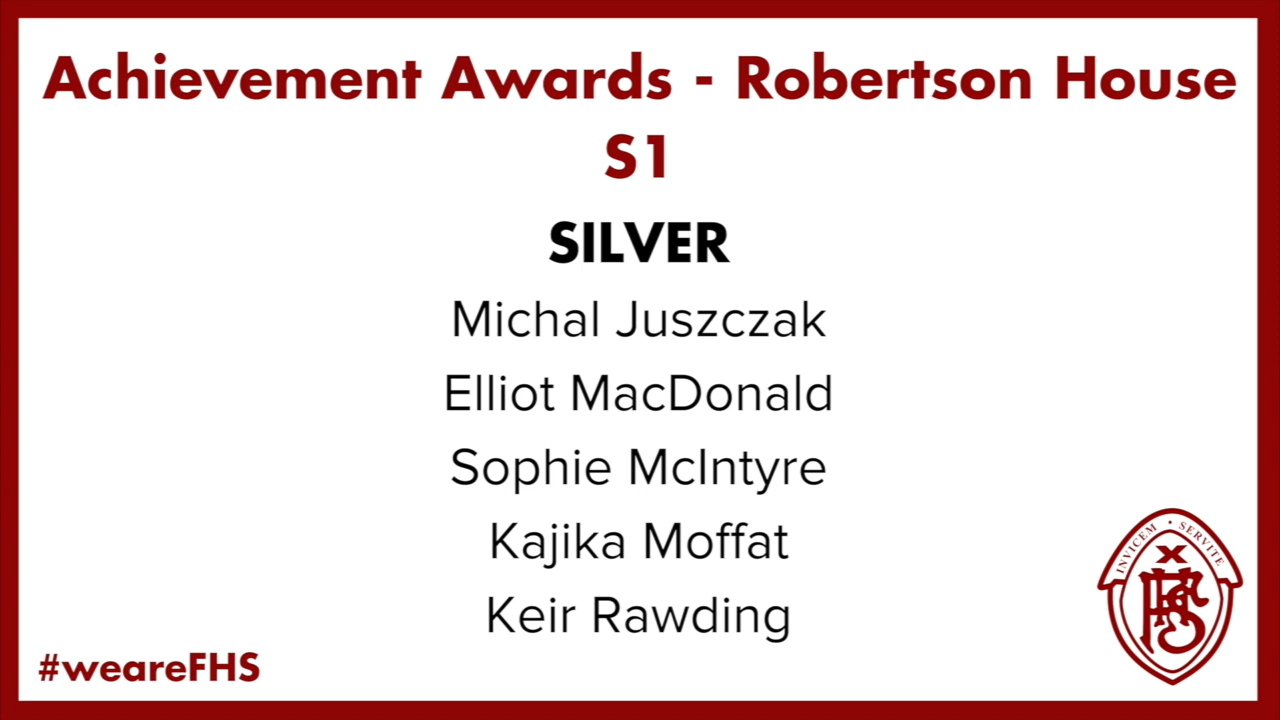 Achievement Awards - Robertson House
S1
SILVER
Michal Juszczak
Elliot MacDonald
Sophie McIntyre
Kajika Moffat
Keir Rawding
#weareFHS
INVICEM • SERVITE
X
FHS